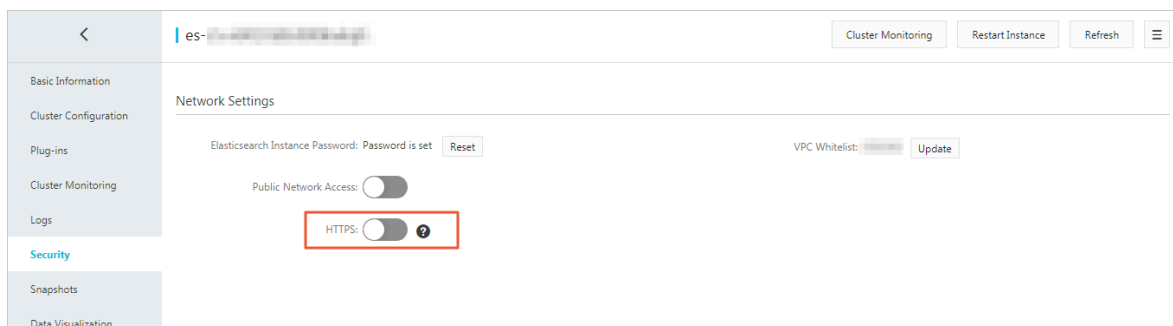 es-
Cluster Monitoring
Restart Instance
Refresh
Basic Information
Cluster Configuration
Plug-ins
Cluster Monitoring
Logs
Security
Snapshots
Data Visualization
Network Settings
Elasticsearch Instance Password: Password is set Reset
VPC Whitelist: Update
Public Network Access:
HTTPS: ?